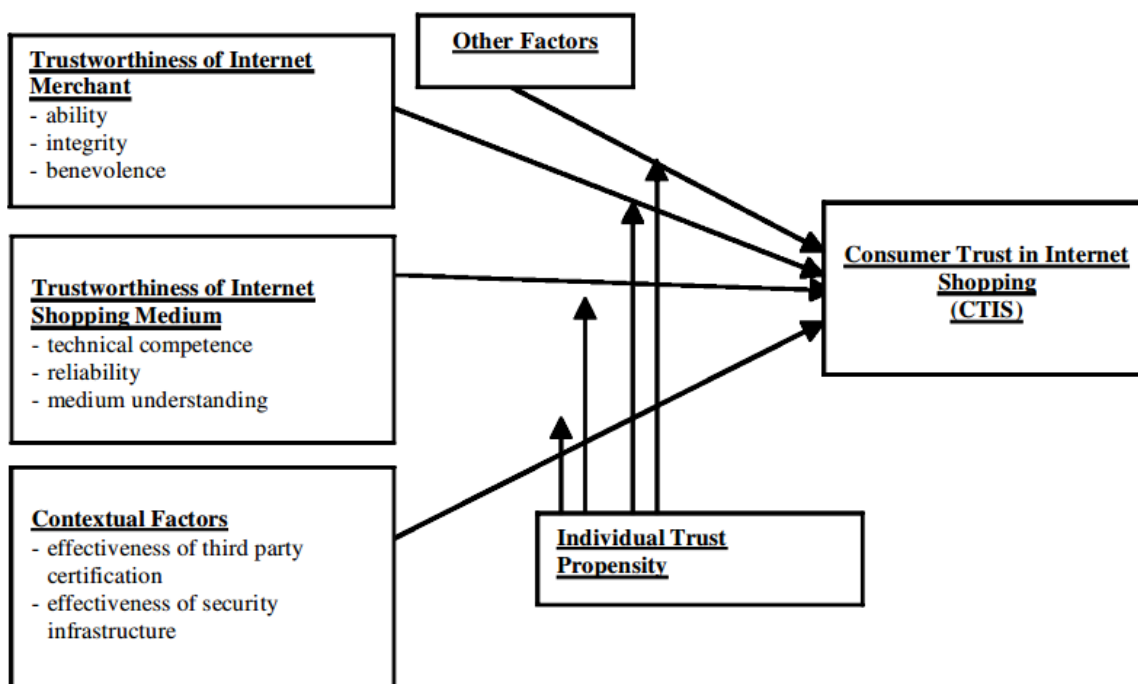 Other Factors
Trustworthiness of Internet
Merchant
- ability
- integrity
- benevolence
Trustworthiness of Internet
Shopping Medium
- technical competence
- reliability
- medium understanding
Contextual Factors
- effectiveness of third party
certification
- effectiveness of security
infrastructure
Individual Trust
Propensity
Consumer Trust in Internet
Shopping
(CTIS)